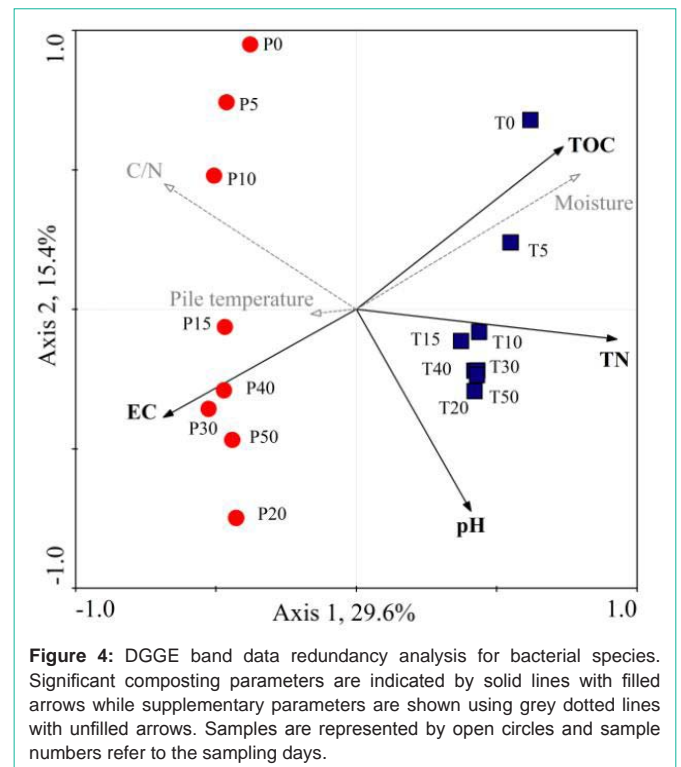 1.0
P0
P5
T0
TOC
C/N
P10
Moisture
T5
Axis 2, 15.4%
Pile temperature
P15
T15
T10
TN
T40
T30
P40
EC
P30
T20
T50
P50
P20
pH
-1.0
-1.0
Axis 1, 29.6%
1.0
Figure 4: DGGE band data redundancy analysis for bacterial species.
Significant composting parameters are indicated by solid lines with filled
arrows while supplementary parameters are shown using grey dotted lines
with unfilled arrows. Samples are represented by open circles and sample
numbers refer to the sampling days.